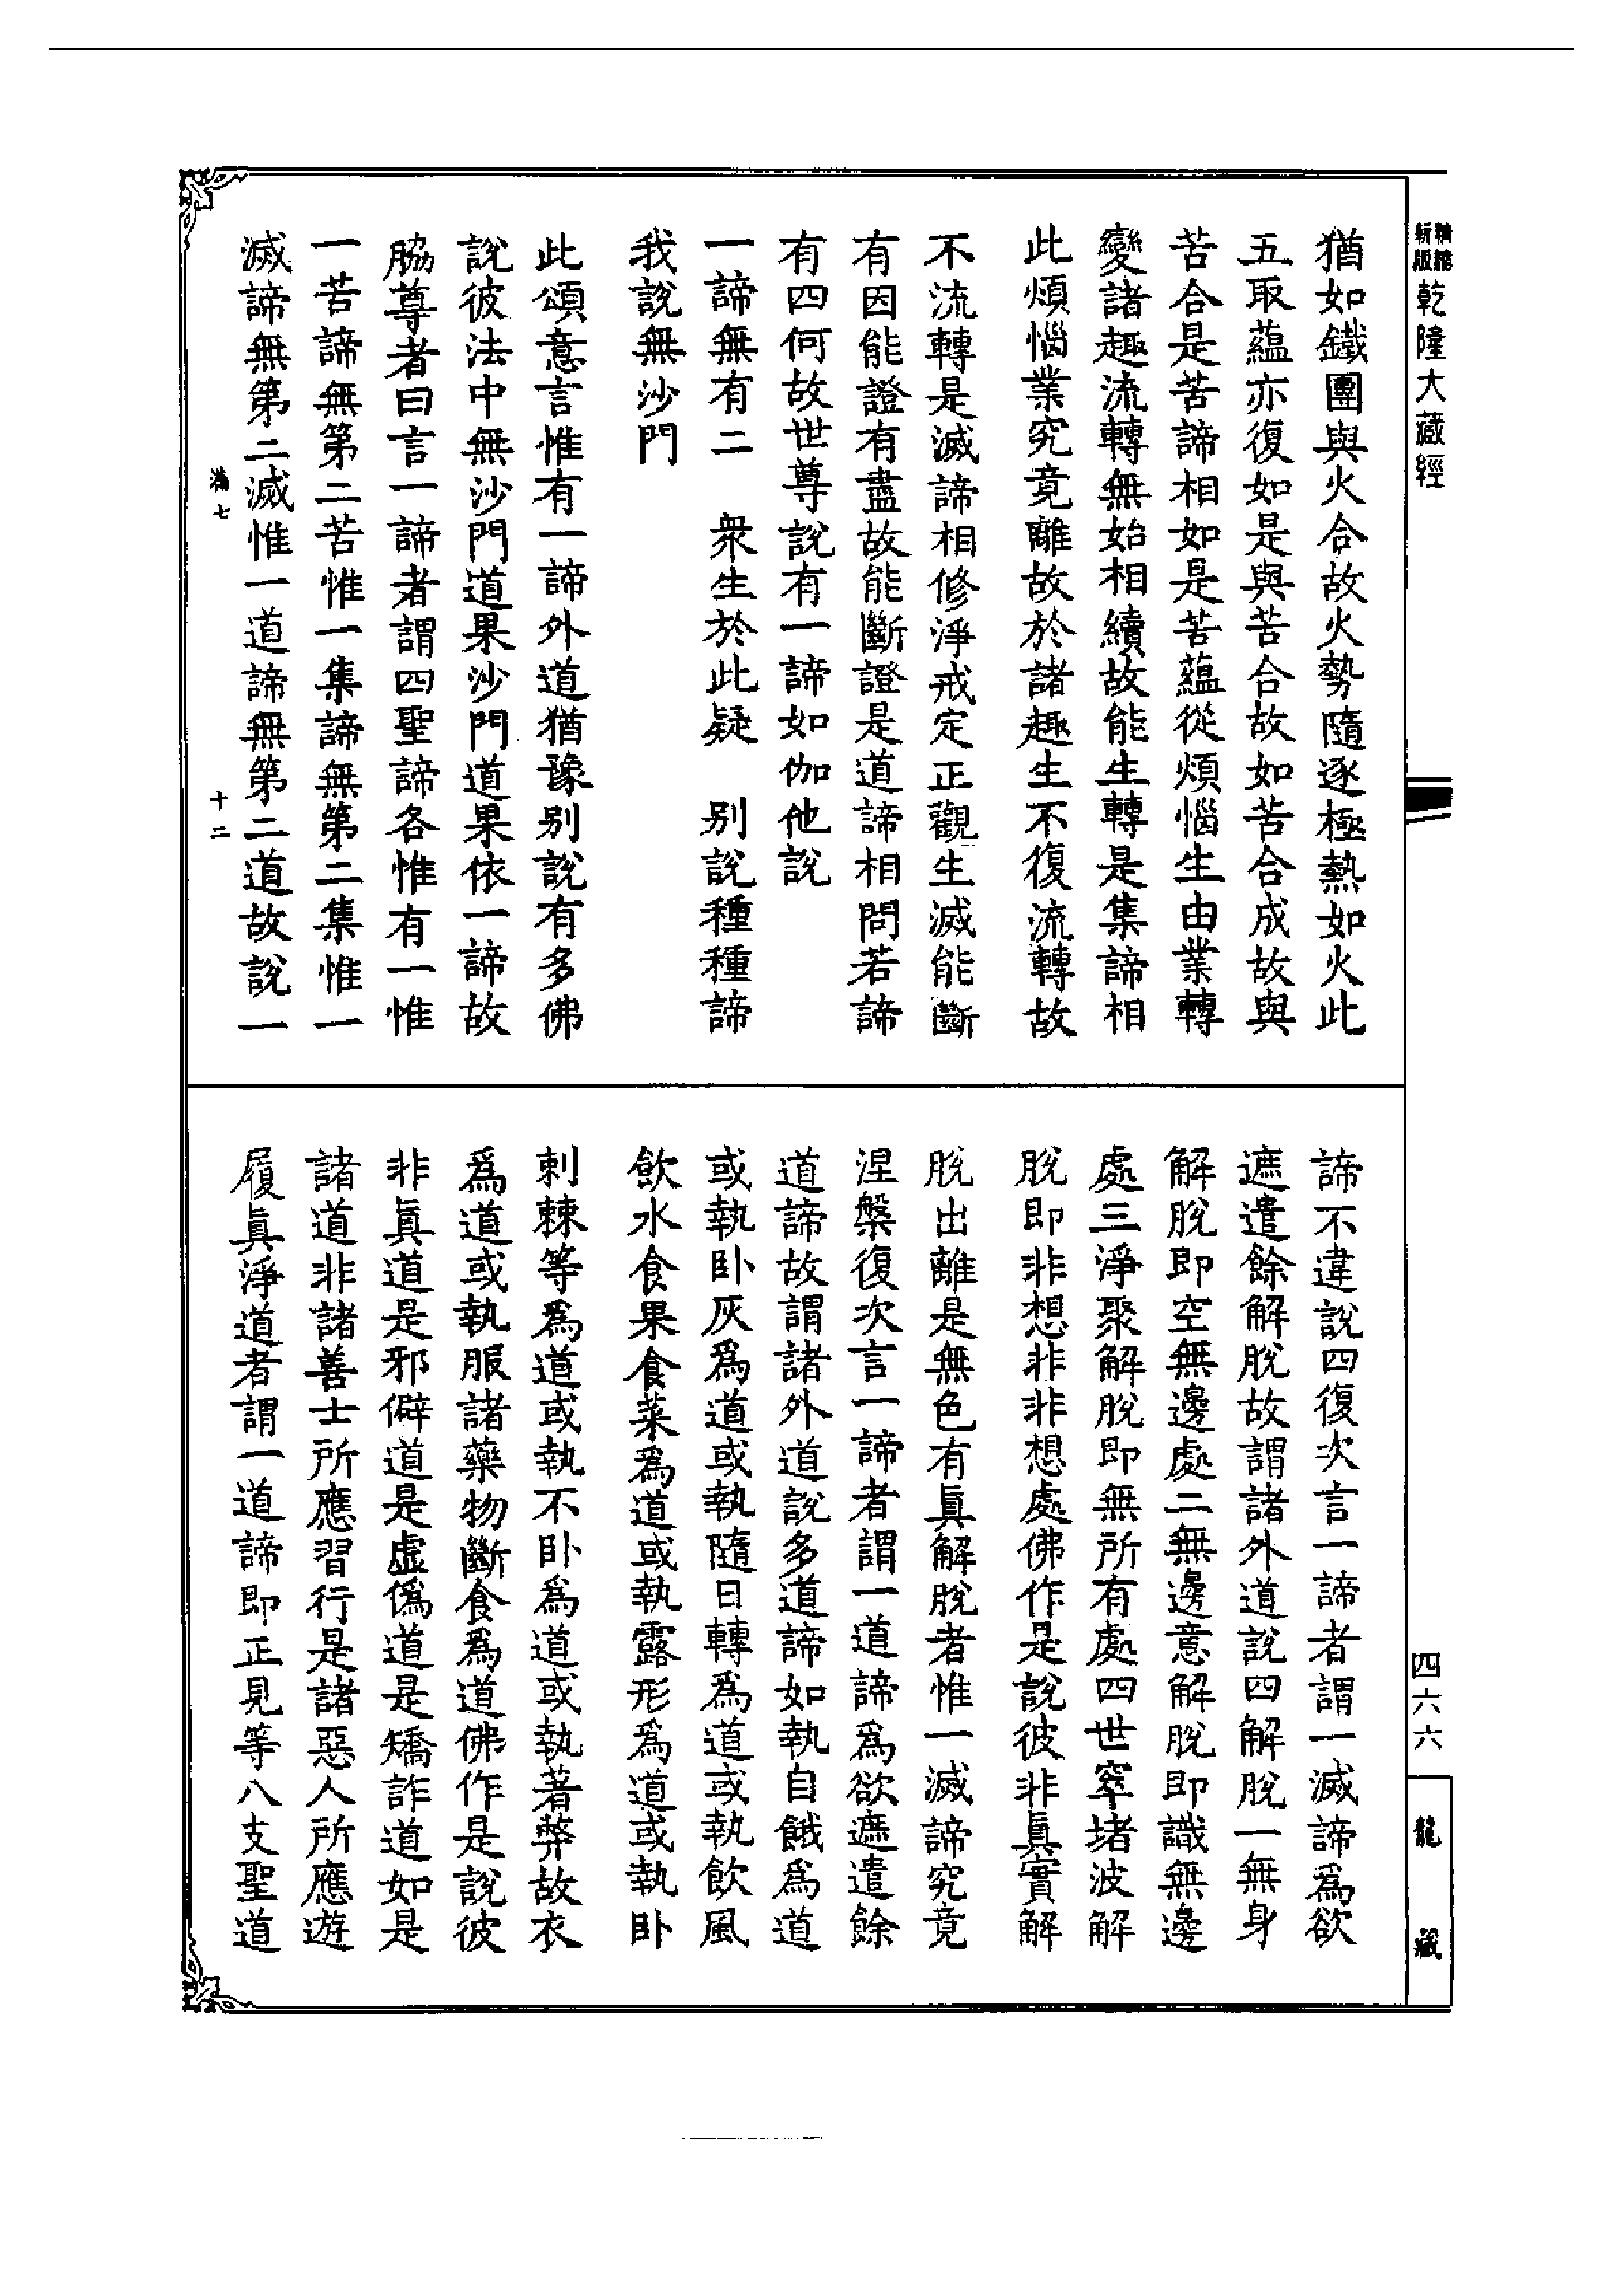 精縮新版乾隆大藏經
猶如鐵團與火合故火勢隨逐極熱如火此
五取蘊亦復如是與苦合故如苦合成故與
苦合是苦諦相如是苦蘊從煩惱生由業轉
變諸趣流轉無始相續故能生轉是集諦相
此煩惱業究竟離故於諸趣生不復流轉故
不流轉是滅諦相修淨戒定正觀生滅能斷
有因能證有盡故能斷證是道諦相問若諦
有四何故世尊說有一諦如伽他說
一諦無有二 衆生於此疑 別說種種諦
我說無沙門
此頌意言惟有一諦外道猶豫別說有多佛
說彼法中無沙門道果沙門道果依一諦故
脇尊者曰言一諦者謂四聖諦各惟有一惟
一苦諦無第二苦惟一集諦無第二集惟一
滅諦無第二滅惟一道諦無第二道故說一
滿七 十二
諦不違說四復次言一諦者謂一滅諦爲欲
遮遣餘解脫故謂諸外道說四解脫一無身
解脫即空無邊處二無邊意解脫即識無邊
處三淨聚解脫即無所有處四世窣堵波解
脫即非想非非想處佛作是說彼非眞實解
脫出離是無色有眞解脫者惟一滅諦究竟
涅槃復次言一諦者謂一道諦爲欲遮遣餘
道諦故謂諸外道說多道諦如執自餓爲道
或執卧灰爲道或執隨日轉爲道或執飲風
飲水食果食菜爲道或執露形爲道或執卧
刺棘等爲道或執不卧爲道或執著弊故衣
爲道或執服諸藥物斷食爲道佛作是說彼
非眞道是邪僻道是虛僞道是矯詐道如是
諸道非諸善士所應習行是諸惡人所應遊
履眞淨道者謂一道諦即正見等八支聖道
四六六
龍藏